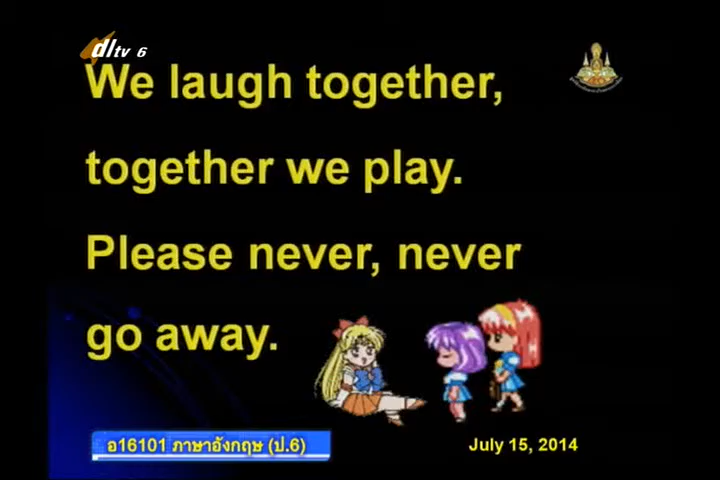 dltv 6
We laugh together,
together we play.
Please never, never
go away.
อ16101 ภาษาอังกฤษ (ป.6)
July 15, 2014